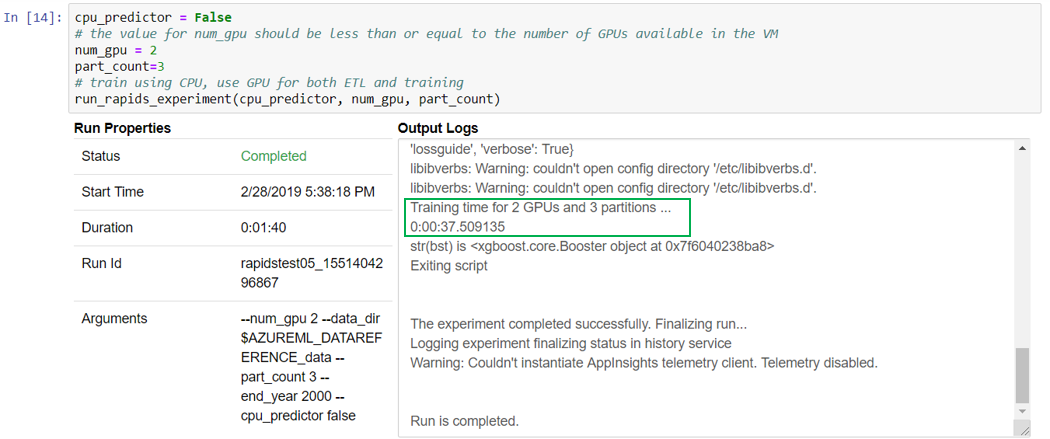 In [14]:
cpu_predictor = False
# the value for num_gpu should be less than or equal to the number of GPUs available in the VM
num_gpu = 2
part_count=3
# train using CPU, use GPU for both ETL and training
run_rapids_experiment(cpu_predictor, num_gpu, part_count)
Run Properties
Status Completed
Start Time 2/28/2019 5:38:18 PM
Duration 0:01:40
Run Id rapidstest05_15514042
96867
Arguments --num_gpu 2 --data_dir
$AZUREML_DATAREF
ERENCE_data --
part_count 3 --
end_year 2000 --
cpu_predictor false
Output Logs
'lossguide', 'verbose': True}
libibverbs: Warning: couldn't open config directory '/etc/libibverbs.d'.
libibverbs: Warning: couldn't open config directory '/etc/libibverbs.d'.
Training time for 2 GPUs and 3 partitions ...
0:00:37.509135
str(bst) is <xgboost.core.Booster object at 0x7f6040238ba8>
Exiting script
The experiment completed successfully. Finalizing run...
Logging experiment finalizing status in history service
Warning: Couldn't instantiate AppInsights telemetry client. Telemetry disabled.
Run is completed.